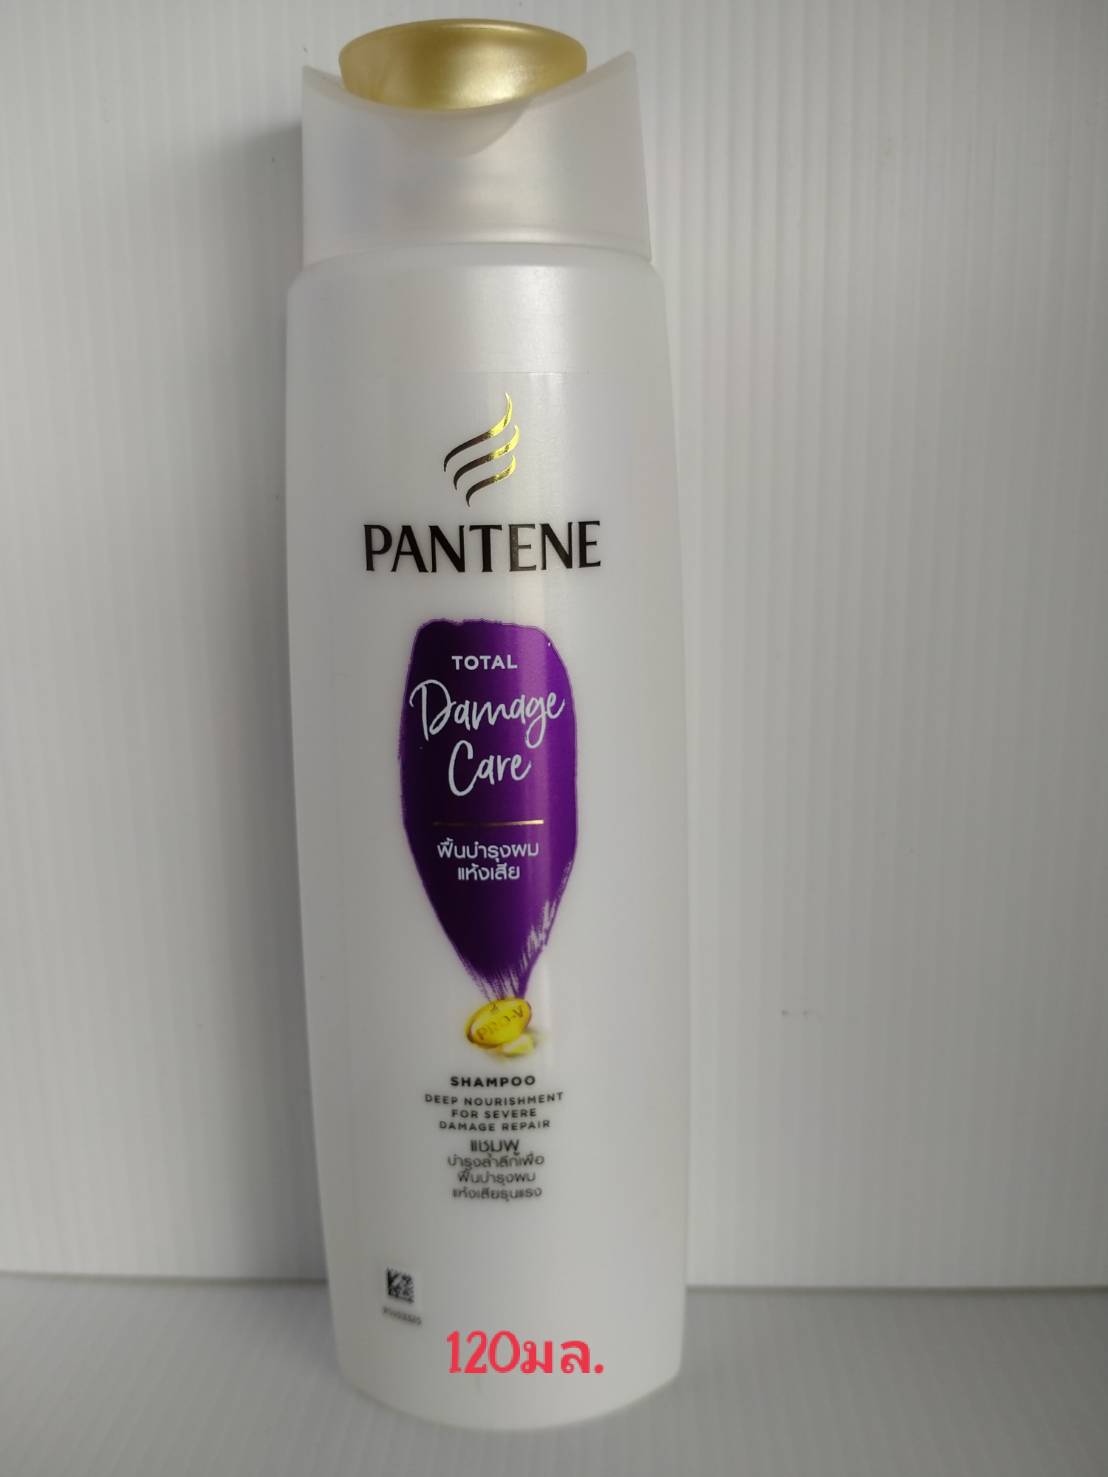 PANTENE
TOTAL
Damage
Care
ฟื้นบำรุงผม
แห้งเสีย
PRO-V
SHAMPOO
DEEP NOURISHMENT
FOR SEVERE
DAMAGE REPAIR
แชมพู
บำรุงล้ำลึกเพื่อ
ฟื้นบำรุงผม
แห้งเสียรุนแรง
120มล.